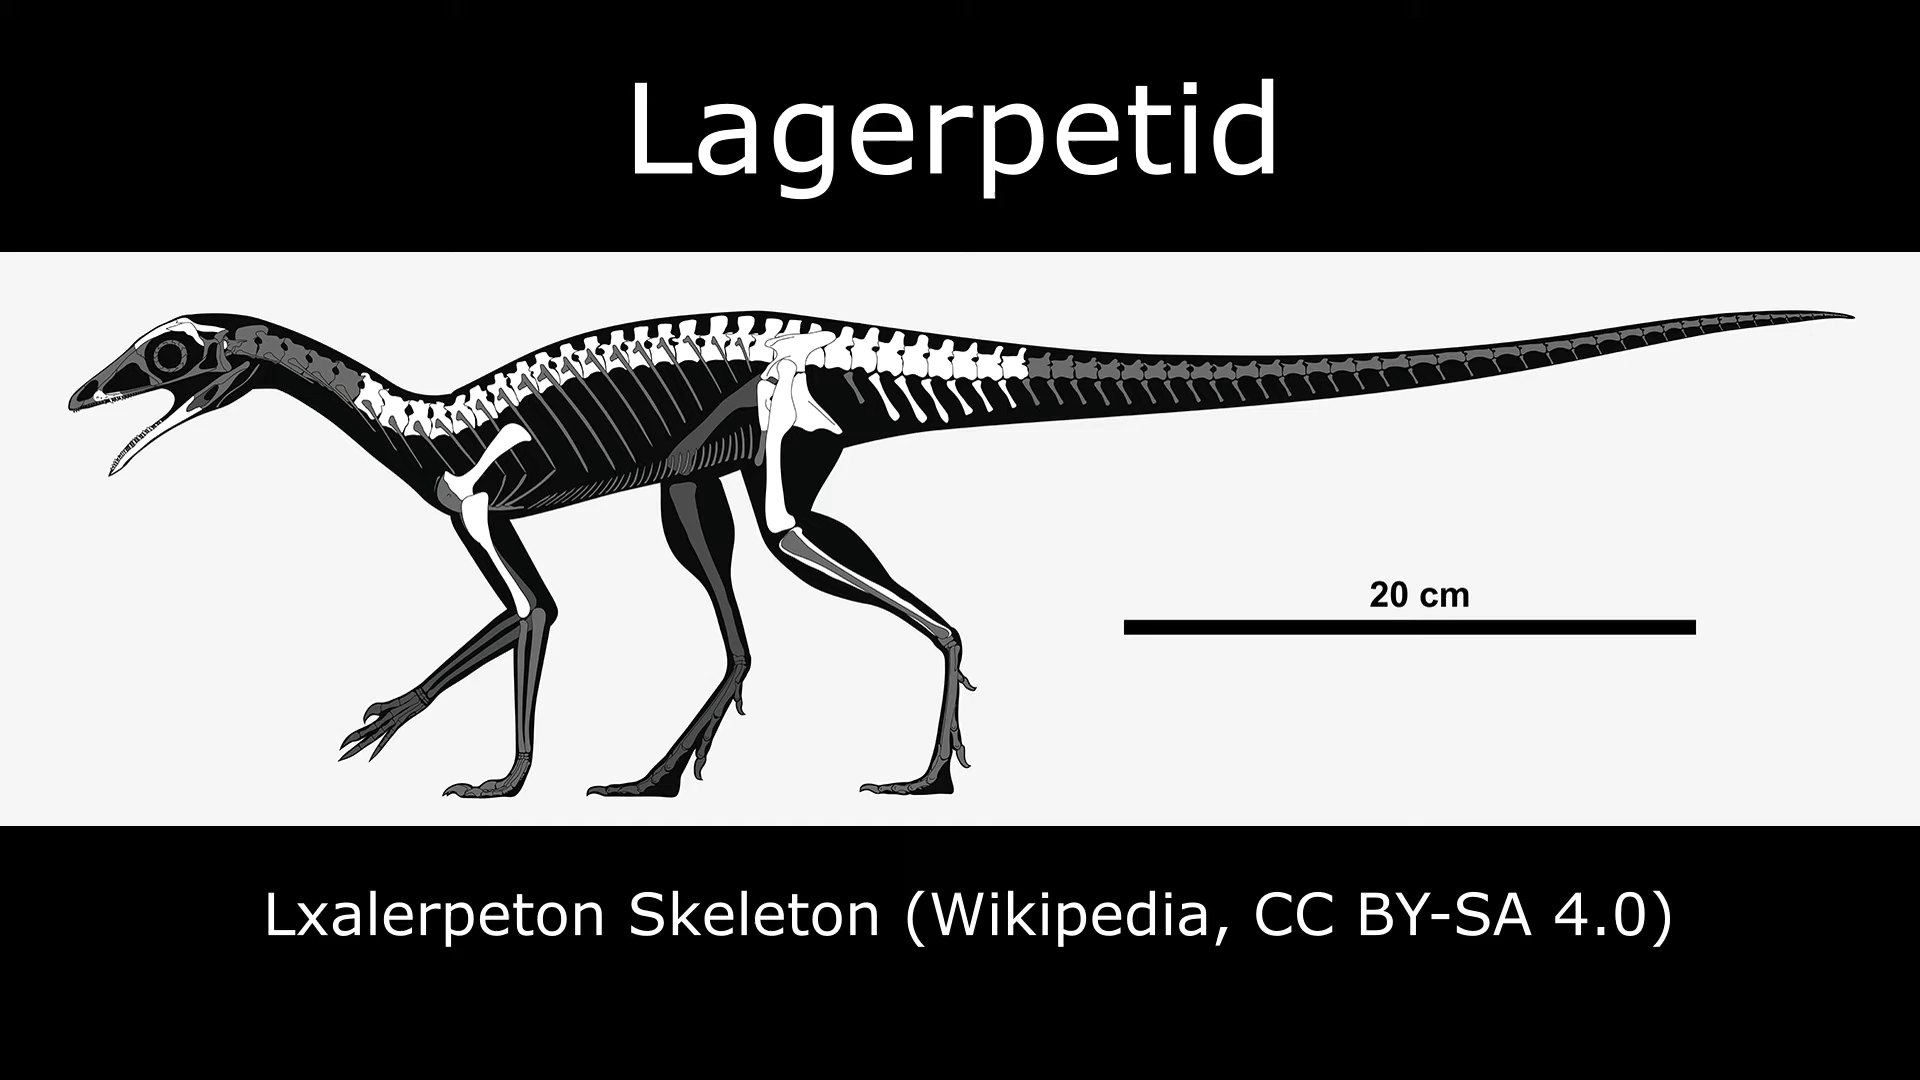 Lagerpetid
20 cm
Lxalerpeton Skeleton (Wikipedia, CC BY-SA 4.0)